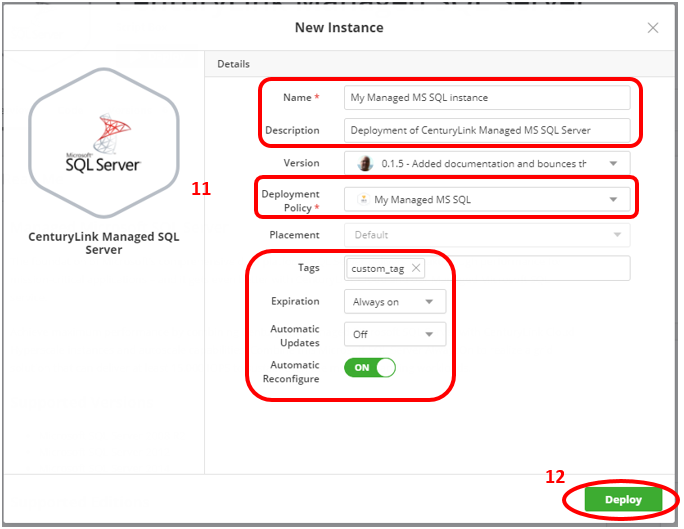 New Instance
Details
Name *
My Managed MS SQL instance
Description
Deployment of CenturyLink Managed MS SQL Server
Version
0.1.5 - Added documentation and bounces th
11
Deployment
Policy *
My Managed MS SQL
Placement
Default
Tags
custom_tag
Expiration
Always on
Automatic
Updates
Off
Automatic
Reconfigure
ON
Microsoft
SQL Server
CenturyLink Managed SQL
Server
12
Deploy